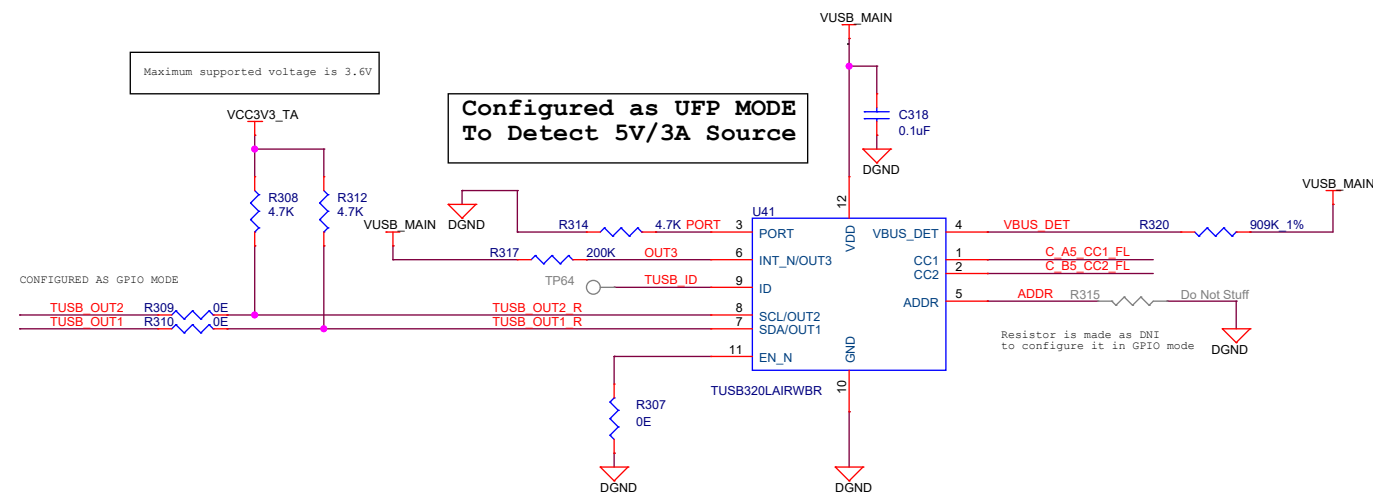 VUSB_MAIN
Maximum supported voltage is 3.6V
VCC3V3_TA
Configured as UFP MODE
To Detect 5V/3A Source
C318
0.1uF
DGND
R308
4.7K
R312
4.7K
VUSB_MAIN
DGND
VUSB_MAIN
R314
4.7K
PORT
3
U41
PORT
12
VDD
VBUS_DET
4
VBUS_DET
R320
909K_1%
R317
200K
OUT3
6
INT_N/OUT3
CC1
1
C_A5_CC1_FL
CC2
2
C_B5_CC2_FL
CONFIGURED AS GPIO MODE
TP64
TUSB_ID
9
ID
ADDR
5
ADDR
R315
Do Not Stuff
TUSB_OUT2
R309
0E
TUSB_OUT2_R
8
SCL/OUT2
TUSB_OUT1
R310
0E
TUSB_OUT1_R
7
SDA/OUT1
Resistor is made as DNI
to configure it in GPIO mode
DGND
11
EN_N
GND
10
TUSB320LAIRWBR
R307
0E
DGND
DGND